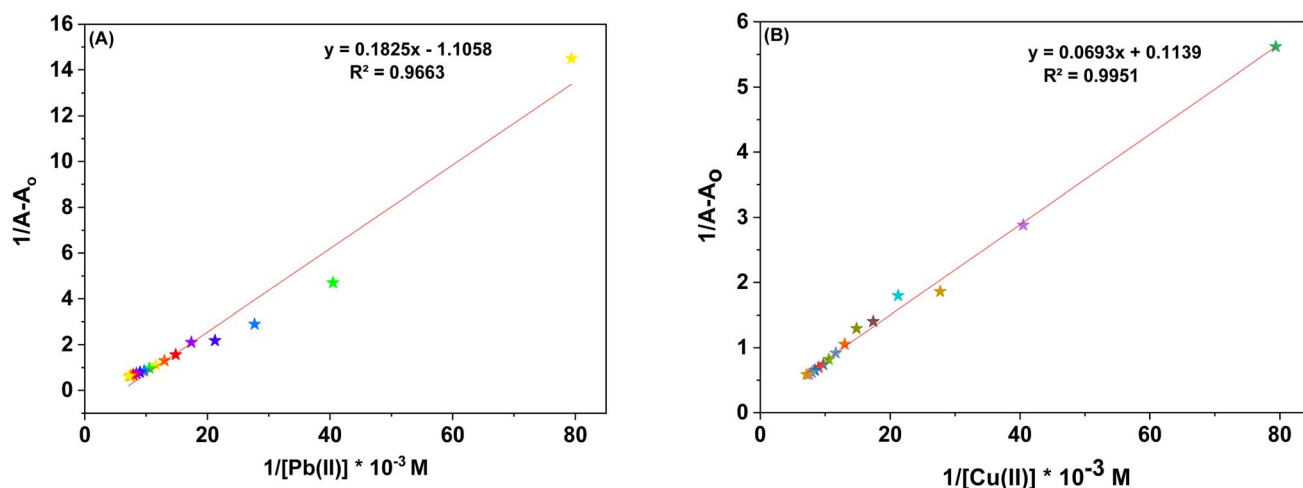 (A)
y = 0.1825x - 1.1058
R² = 0.9663
16
14
12
10
8
6
4
2
0
1/A-Aₒ
0 20 40 60 80
1/[Pb(II)] * 10⁻³ M
(B)
y = 0.0693x + 0.1139
R² = 0.9951
6
5
4
3
2
1
0
1/A-Aₒ
0 20 40 60 80
1/[Cu(II)] * 10⁻³ M